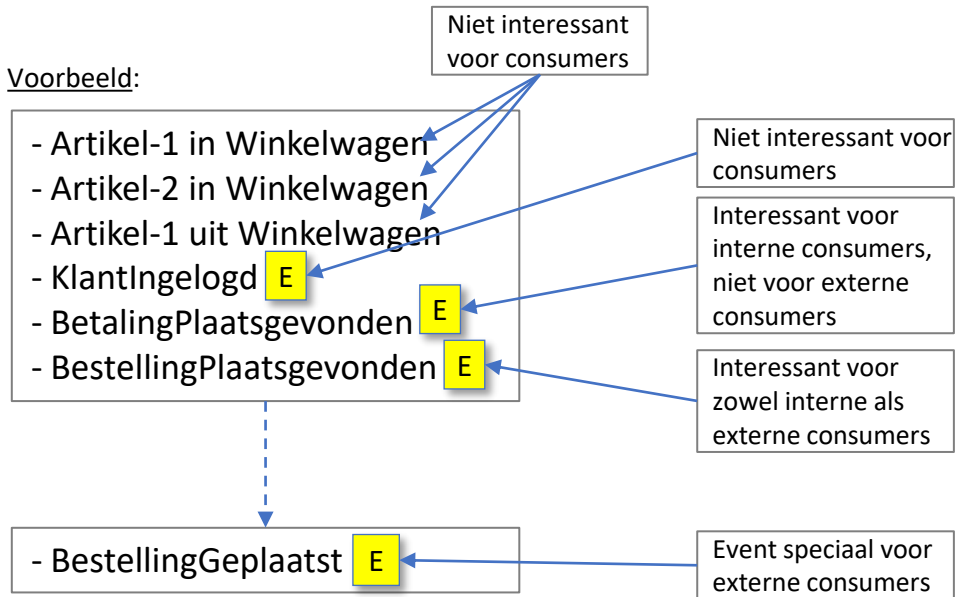 Niet interessant
voor consumers
Voorbeeld:
- Artikel-1 in Winkelwagen
- Artikel-2 in Winkelwagen
- Artikel-1 uit Winkelwagen
- KlantIngelogd E
- BetalingPlaatsgevonden E
- BestellingPlaatsgevonden E
Niet interessant voor
consumers
Interessant voor
interne consumers,
niet voor externe
consumers
Interessant voor
zowel interne als
externe consumers
- BestellingGeplaatst E
Event speciaal voor
externe consumers